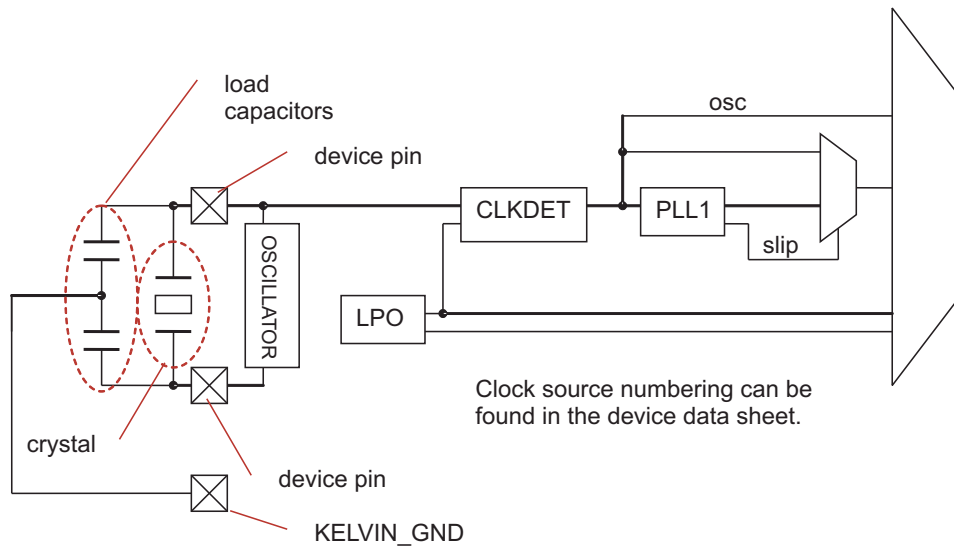 load
capacitors
osc
device pin
CLKDET
PLL1
slip
OSCILLATOR
LPO
Clock source numbering can be
found in the device data sheet.
crystal
device pin
KELVIN_GND